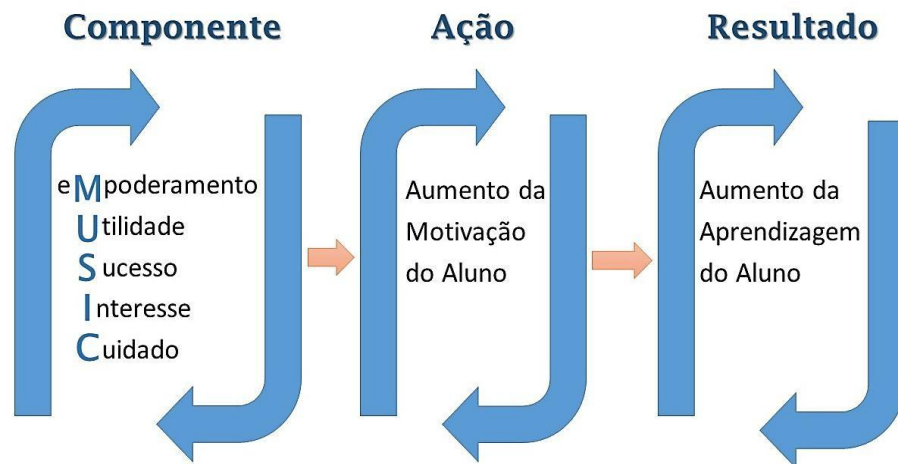 Componente
Ação
Resultado
eMpoderamento
Utilidade
Sucesso
Interesse
Cuidado
Aumento da
Motivação
do Aluno
Aumento da
Aprendizagem
do Aluno